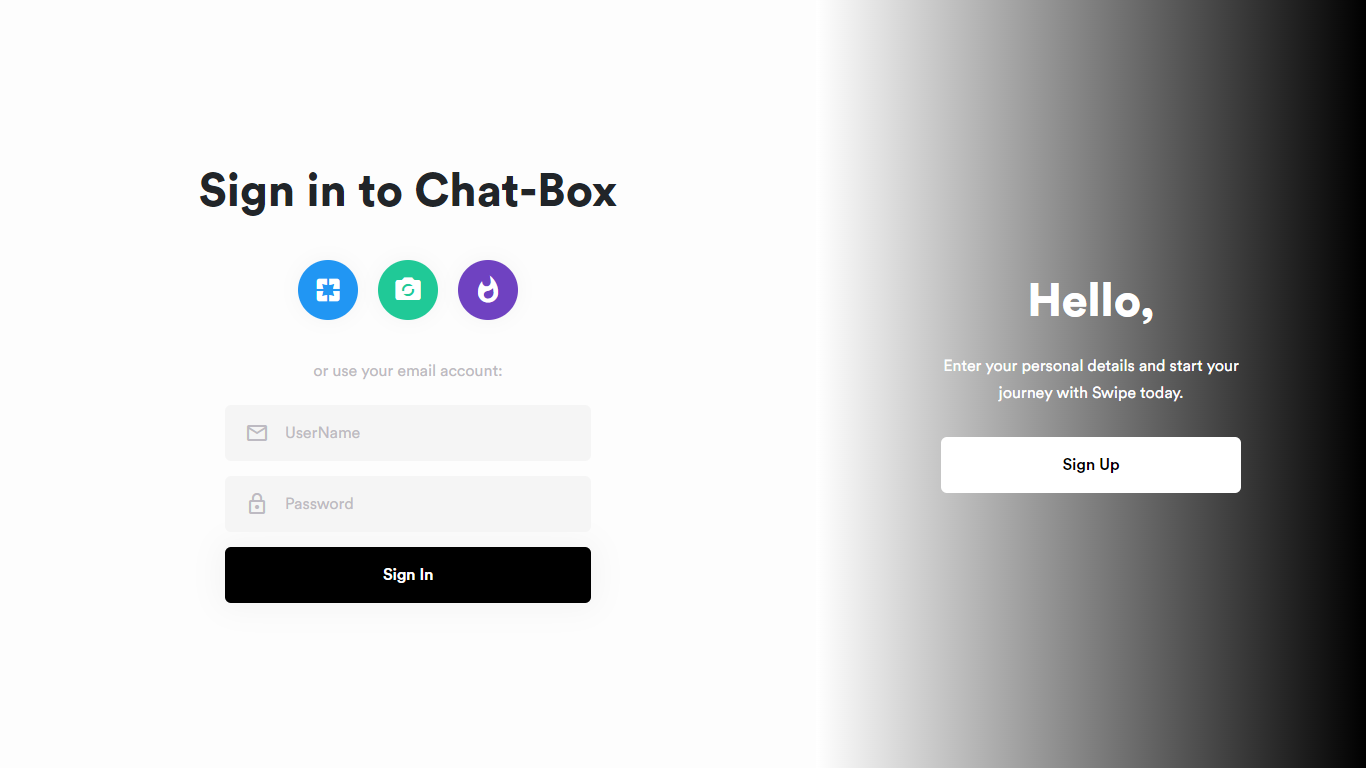 Sign in to Chat-Box
or use your email account:
UserName
Password
Sign In
Hello,
Enter your personal details and start your
journey with Swipe today.
Sign Up